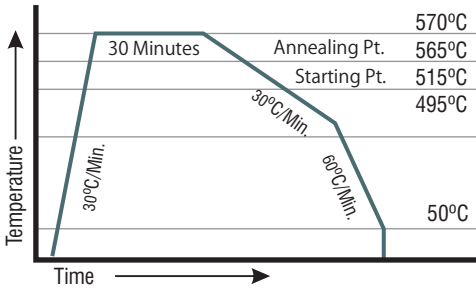 570ºC
30 Minutes
Annealing Pt.
565ºC
Starting Pt.
515ºC
495ºC
30ºC/Min.
30ºC/Min.
60ºC/Min.
50ºC
Temperature
Time